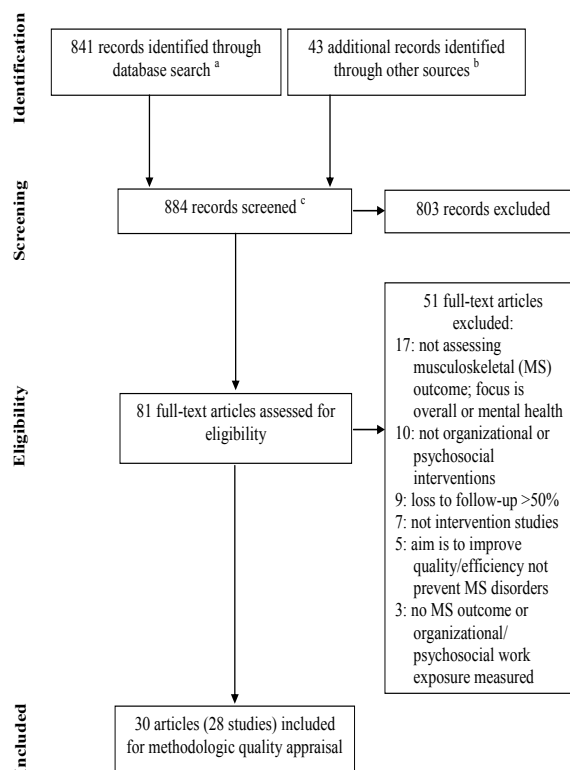 Identification
841 records identified through
database search a
43 additional records identified
through other sources b
Screening
884 records screened c
803 records excluded
Eligibility
81 full-text articles assessed for
eligibility
51 full-text articles
excluded:
17: not assessing
musculoskeletal (MS)
outcome; focus is
overall or mental health
10: not organizational or
psychosocial
interventions
9: loss to follow-up >50%
7: not intervention studies
5: aim is to improve
quality/efficiency not
prevent MS disorders
3: no MS outcome or
organizational/
psychosocial work
exposure measured
Included
30 articles (28 studies) included
for methodologic quality appraisal